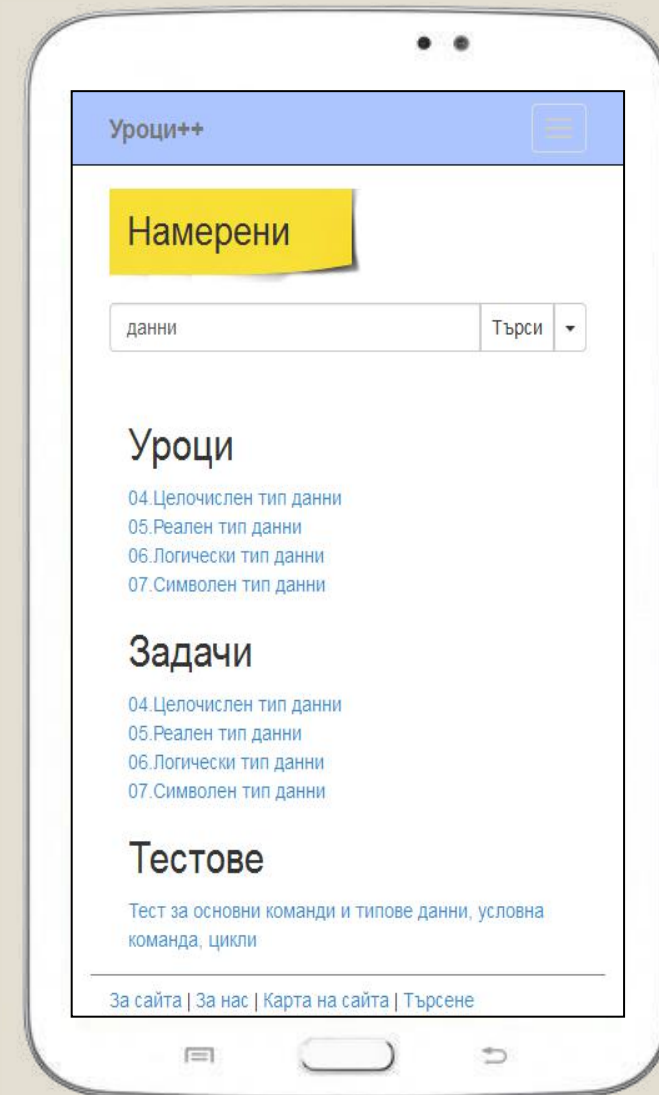 Уроци++
Намерени
данни
Търси
Уроци
04.Целочислен тип данни
05.Реален тип данни
06.Логически тип данни
07.Символен тип данни
Задачи
04.Целочислен тип данни
05.Реален тип данни
06.Логически тип данни
07.Символен тип данни
Тестове
Тест за основни команди и типове данни, условна
команда, цикли
За сайта | За нас | Карта на сайта | Търсене